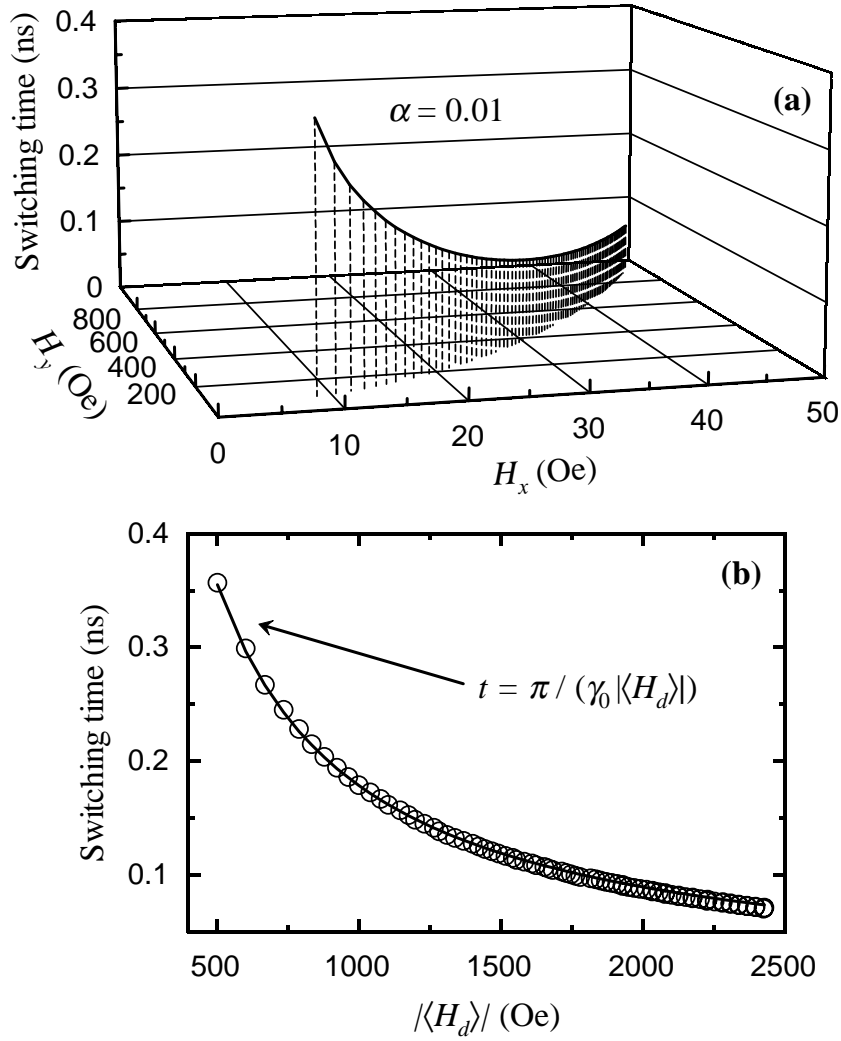 0.4
(a)
α = 0.01
0.3
0.2
0.1
0
Switching time (ns)
800
600
400
200
H_y (Oe)
0
10
20
30
40
50
H_x (Oe)
0.4
(b)
0.3
t = π / (γ₀ |⟨H_d⟩|)
0.2
0.1
Switching time (ns)
500
1000
1500
2000
2500
|⟨H_d⟩| (Oe)